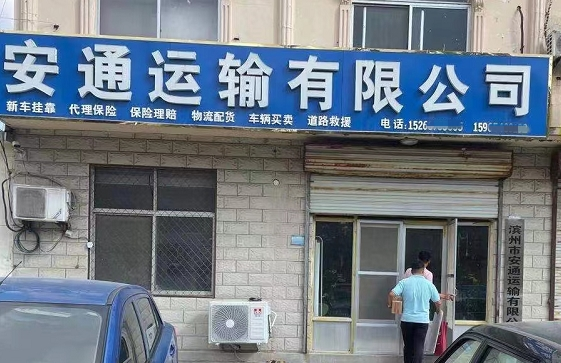 安通运输有限公司
新车挂靠 代理保险 保险理赔 物流配货 车辆买卖 道路救援 电话:
滨州市安通运输有限公